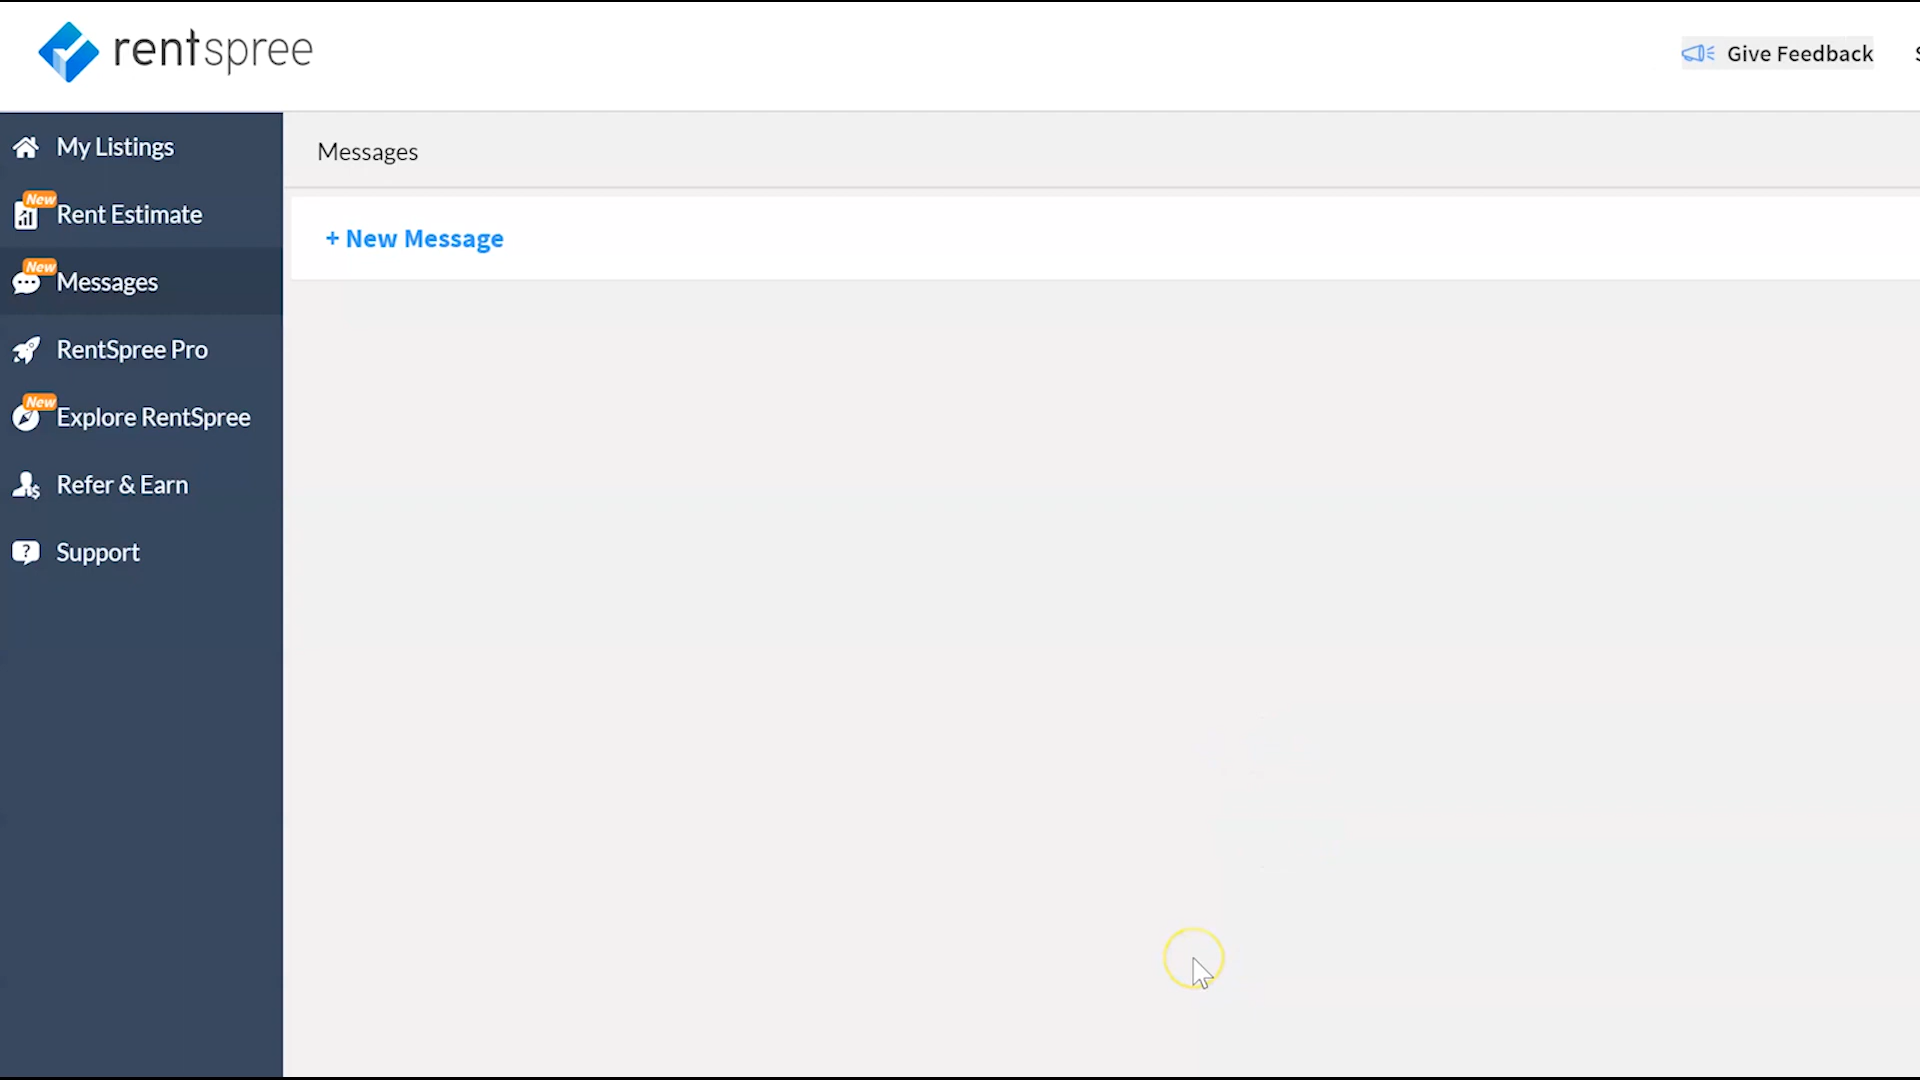 rentspree
Give Feedback
My Listings
Messages
New
Rent Estimate
+ New Message
New
Messages
RentSpree Pro
New
Explore RentSpree
Refer & Earn
? Support